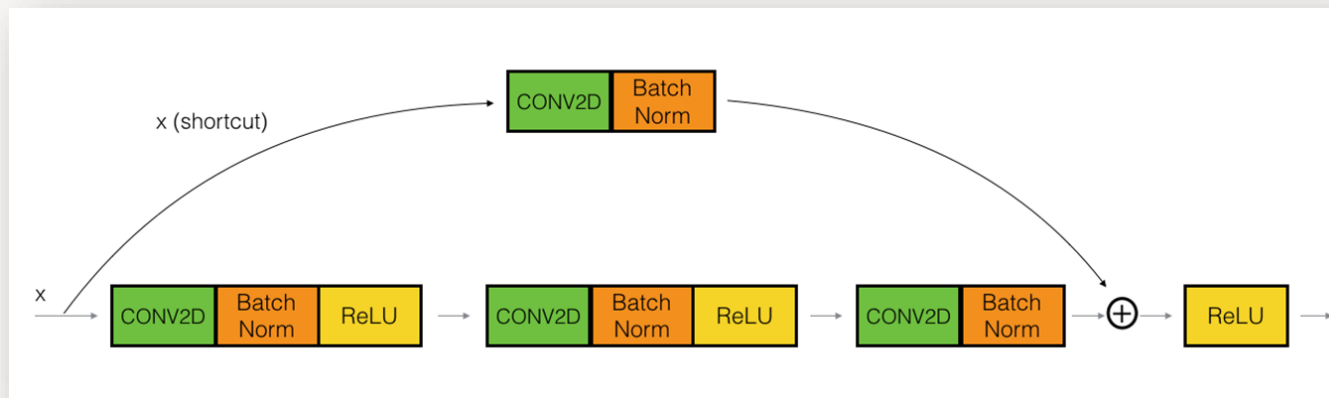 x (shortcut)
CONV2D
Batch
Norm
x
CONV2D
Batch
Norm
ReLU
CONV2D
Batch
Norm
ReLU
CONV2D
Batch
Norm
ReLU